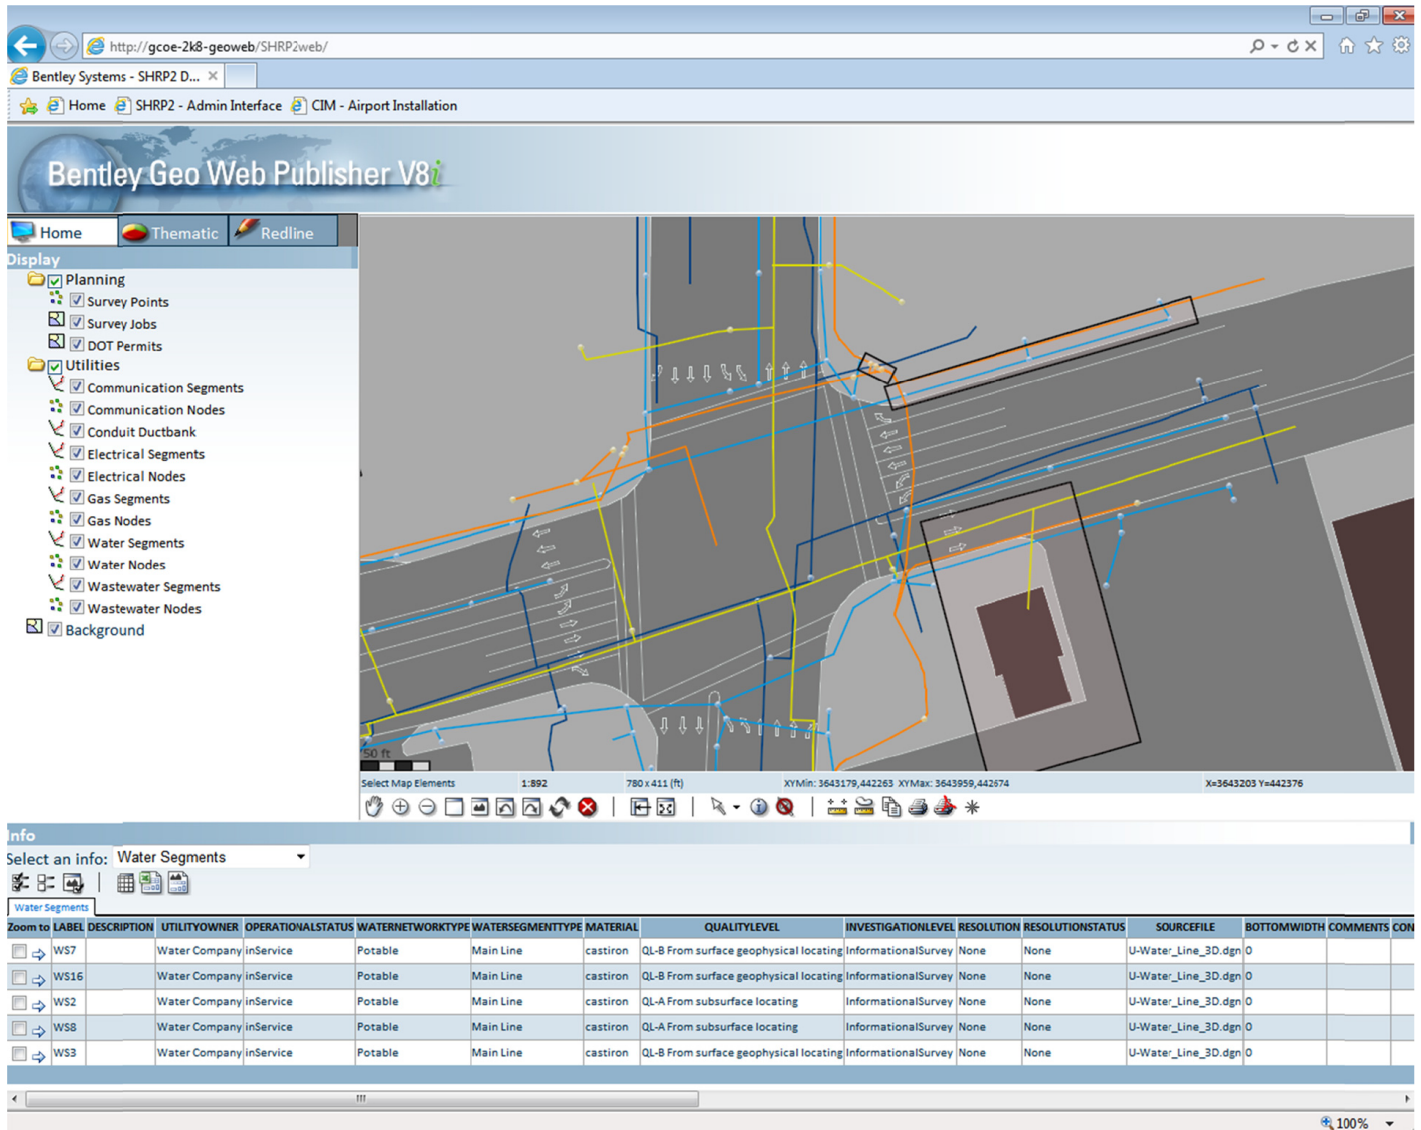 http://gcoe-2k8-geoweb/SHRP2web/
Bentley Systems - SHRP2 D...
Home SHRP2 - Admin Interface CIM - Airport Installation
Bentley Geo Web Publisher V8i
Home Thematic Redline
Display
Planning
Survey Points
Survey Jobs
DOT Permits
Utilities
Communication Segments
Communication Nodes
Conduit Ductbank
Electrical Segments
Electrical Nodes
Gas Segments
Gas Nodes
Water Segments
Water Nodes
Wastewater Segments
Wastewater Nodes
Background
50 ft
Select Map Elements 1:892 780 x 411 (ft) XYMin: 3643179,442263 XYMax: 3643959,442674 X=3643203 Y=442376
Info
Select an info: Water Segments
Water Segments
Zoom to LABEL DESCRIPTION UTILITYOWNER OPERATIONALSTATUS WATERNETWORKTYPE WATERSEGMENTTYPE MATERIAL QUALITYLEVEL INVESTIGATIONLEVEL RESOLUTION RESOLUTIONSTATUS SOURCEFILE BOTTOMWIDTH COMMENTS CON
WS7 Water Company inService Potable Main Line castiron QL-B From surface geophysical locating InformationalSurvey None None U-Water_Line_3D.dgn 0
WS16 Water Company inService Potable Main Line castiron QL-B From surface geophysical locating InformationalSurvey None None U-Water_Line_3D.dgn 0
WS2 Water Company inService Potable Main Line castiron QL-A From subsurface locating InformationalSurvey None None U-Water_Line_3D.dgn 0
WS8 Water Company inService Potable Main Line castiron QL-A From subsurface locating InformationalSurvey None None U-Water_Line_3D.dgn 0
WS3 Water Company inService Potable Main Line castiron QL-B From surface geophysical locating InformationalSurvey None None U-Water_Line_3D.dgn 0
100%